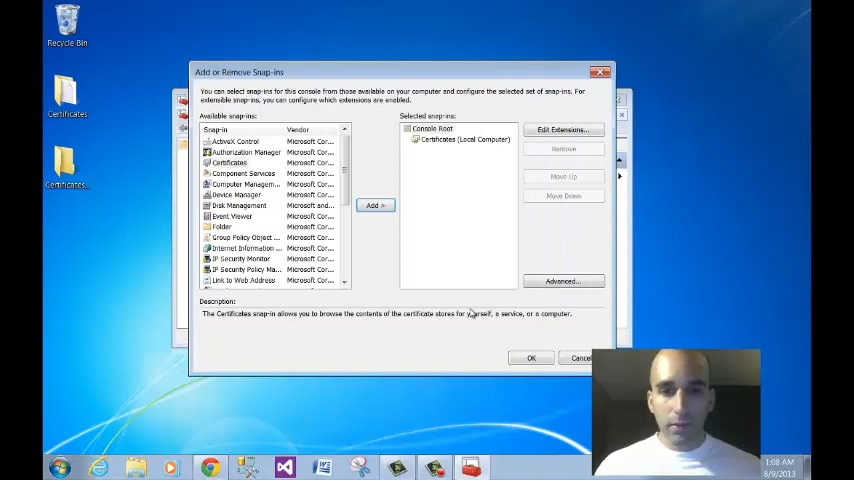 Recycle Bin
Certificates
Certificates...
Add or Remove Snap-ins
You can select snap-ins for this console from those available on your computer and configure the selected set of snap-ins. For
extensible snap-ins, you can configure which extensions are enabled.
Available snap-ins:
Selected snap-ins:
Snap-in Vendor
ActiveX Control Microsoft Cor...
Authorization Manager Microsoft Cor...
Certificates Microsoft Cor...
Component Services Microsoft Cor...
Computer Managem... Microsoft Cor...
Device Manager Microsoft Cor...
Disk Management Microsoft and...
Event Viewer Microsoft Cor...
Folder Microsoft Cor...
Group Policy Object ... Microsoft Cor...
Internet Information ... Microsoft Cor...
IP Security Monitor Microsoft Cor...
IP Security Policy Ma... Microsoft Cor...
Link to Web Address Microsoft Cor...
Add >
Console Root
Certificates (Local Computer)
Edit Extensions...
Remove
Move Up
Move Down
Advanced...
Description:
The Certificates snap-in allows you to browse the contents of the certificate stores for yourself, a service, or a computer.
OK
Cancel
1:08 AM
8/9/2013